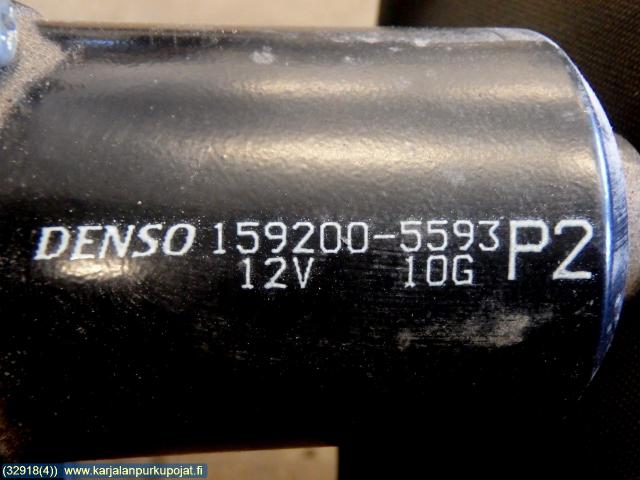 DENSO 159200-5593 P2
12V 10G
(32918(4)) www.karjalanpurkupojat.fi